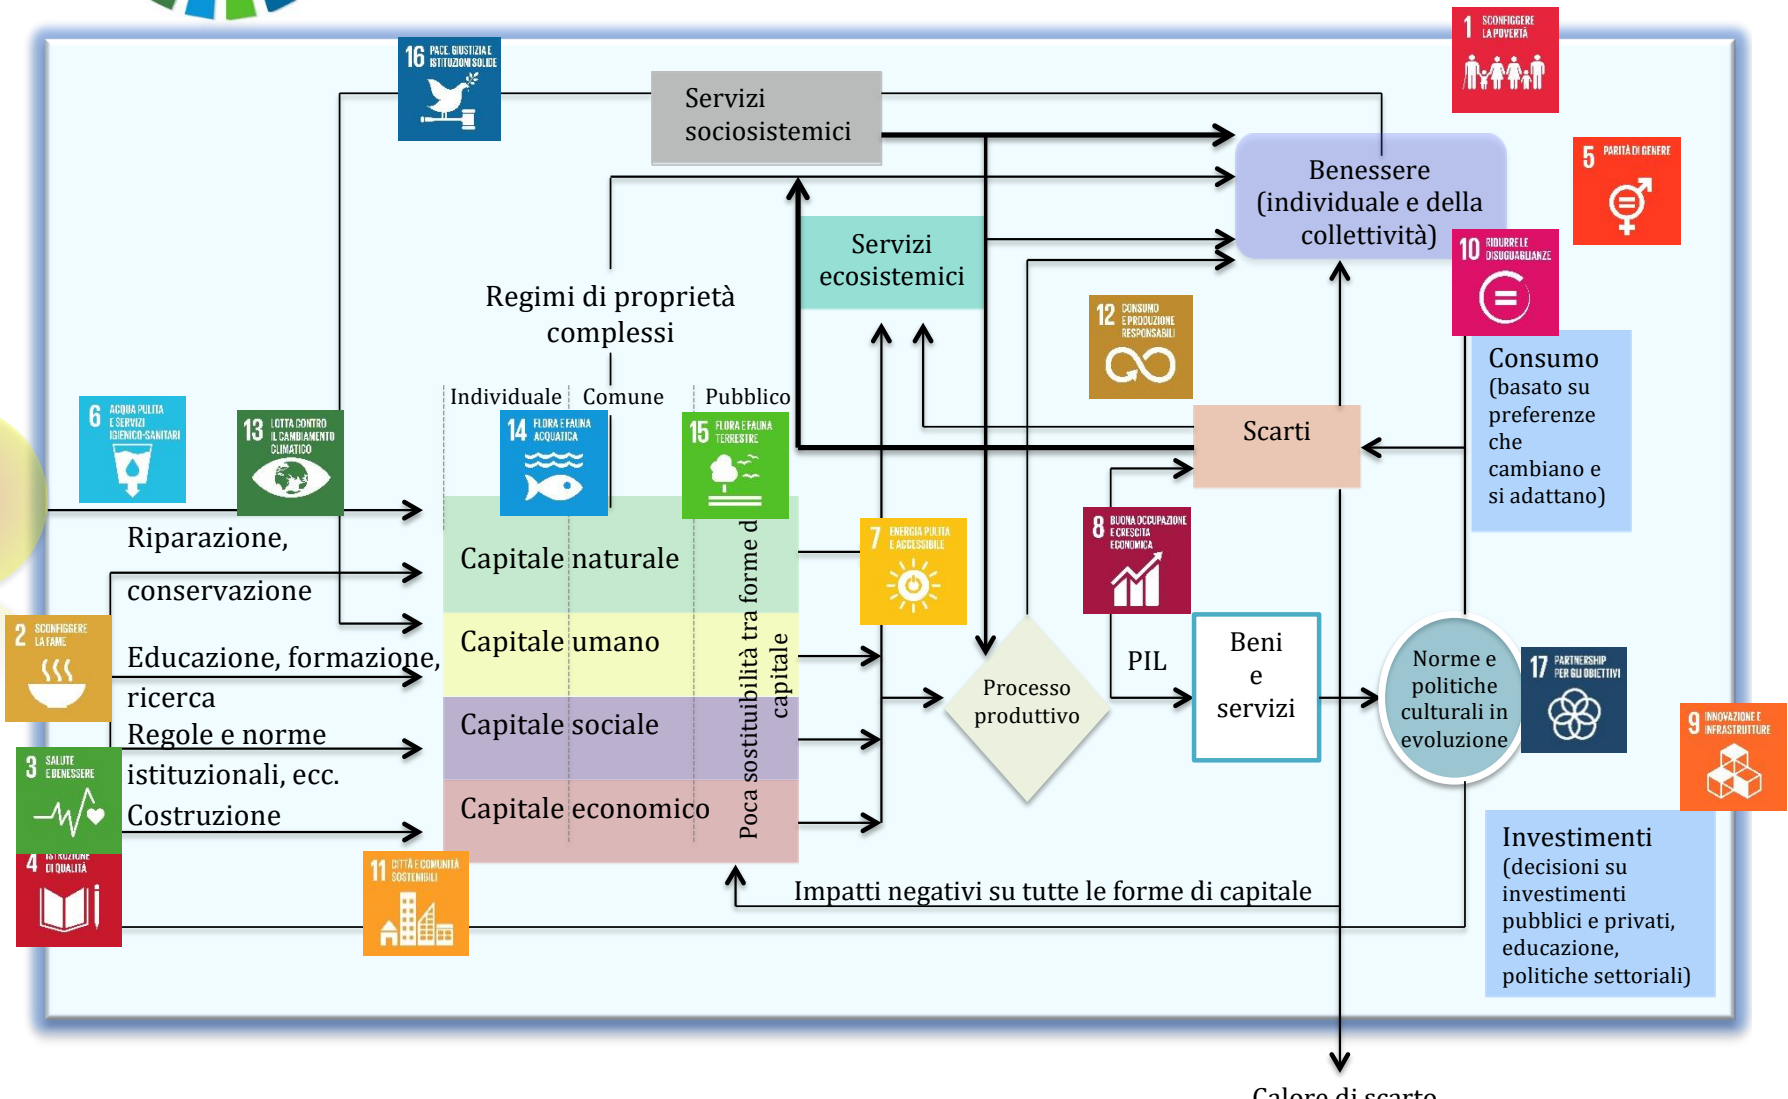 1 SCONFIGGERE
LA POVERTÀ
16 PACE, GIUSTIZIA E
ISTITUZIONI SOLIDE
Servizi
sociosistemici
Benessere
(individuale e della
collettività)
5 PARITÀ DI GENERE
10 RIDURRE LE
DISUGUAGLIANZE
Servizi
ecosistemici
Regimi di proprietà
complessi
12 CONSUMO
E PRODUZIONE
RESPONSABILI
Consumo
(basato su
preferenze
che
cambiano e
si adattano)
Individuale
Comune
Pubblico
6 ACQUA PULITA
E SERVIZI
IGIENICO-SANITARI
13 LOTTA CONTRO
IL CAMBIAMENTO
CLIMATICO
14 FLORA E FAUNA
ACQUATICA
15 FLORA E FAUNA
TERRESTRE
Scarti
Riparazione,
conservazione
Capitale naturale
7 ENERGIA PULITA
E ACCESSIBILE
8 BUONA OCCUPAZIONE
E CRESCITA
ECONOMICA
2 SCONFIGGERE
LA FAME
Educazione, formazione,
ricerca
Capitale umano
Poca sostituibilità tra forme d
capitale
Processo
produttivo
PIL
Beni
e
servizi
Norme e
politiche
culturali in
evoluzione
17 PARTNERSHIP
PER GLI OBIETTIVI
Regole e norme
istituzionali, ecc.
Capitale sociale
9 INNOVAZIONE E
INFRASTRUTTURE
3 SALUTE
E BENESSERE
Costruzione
Capitale economico
4 ISTRUZIONE
DI QUALITÀ
11 CITTÀ E COMUNITÀ
SOSTENIBILI
Impatti negativi su tutte le forme di capitale
Investimenti
(decisioni su
investimenti
pubblici e privati,
educazione,
politiche settoriali)
Calore di scarto